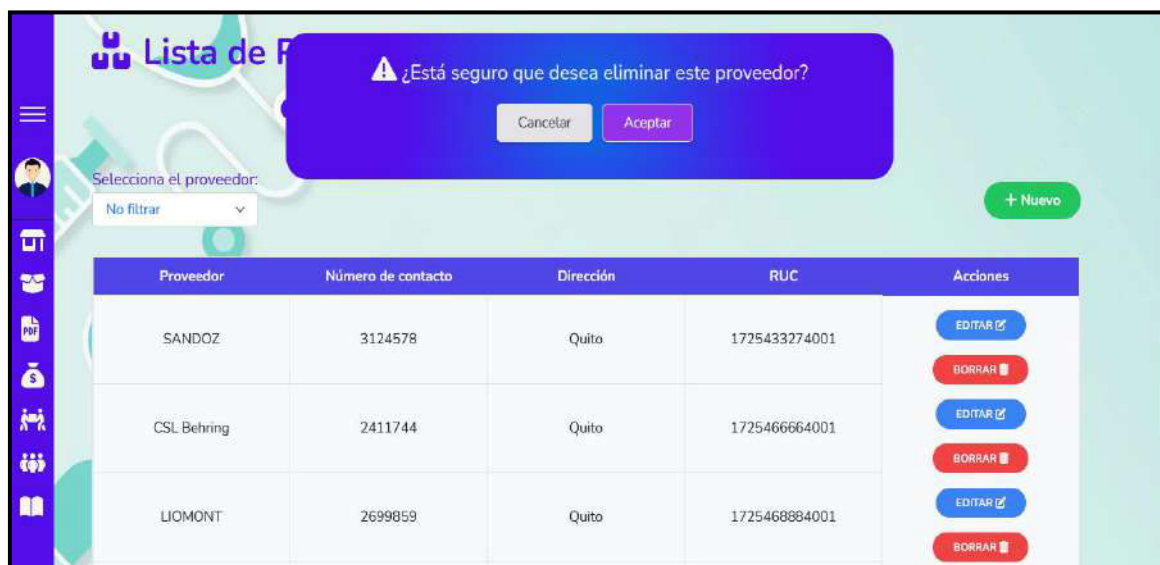 Lista de P
¿Está seguro que desea eliminar este proveedor?
Cancelar Aceptar
Selecciona el proveedor:
No filtrar
+ Nuevo
Proveedor Número de contacto Dirección RUC Acciones
SANDOZ 3124578 Quito 1725433274001 EDITAR
BORRAR
CSL Behring 2411744 Quito 1725466664001 EDITAR
BORRAR
LIOMONT 2699859 Quito 1725468884001 EDITAR
BORRAR
PDF
$